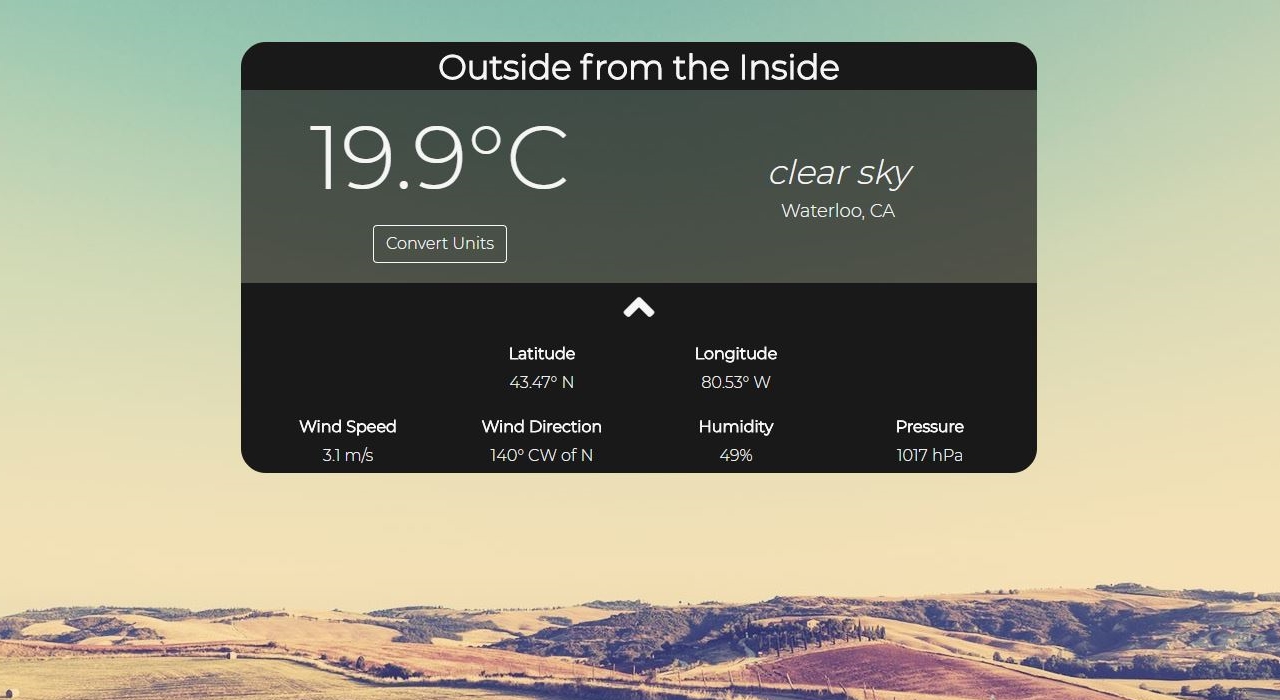 Outside from the Inside
19.9°C
clear sky
Waterloo, CA
Convert Units
Latitude Longitude
43.47° N 80.53° W
Wind Speed Wind Direction Humidity Pressure
3.1 m/s 140° CW of N 49% 1017 hPa